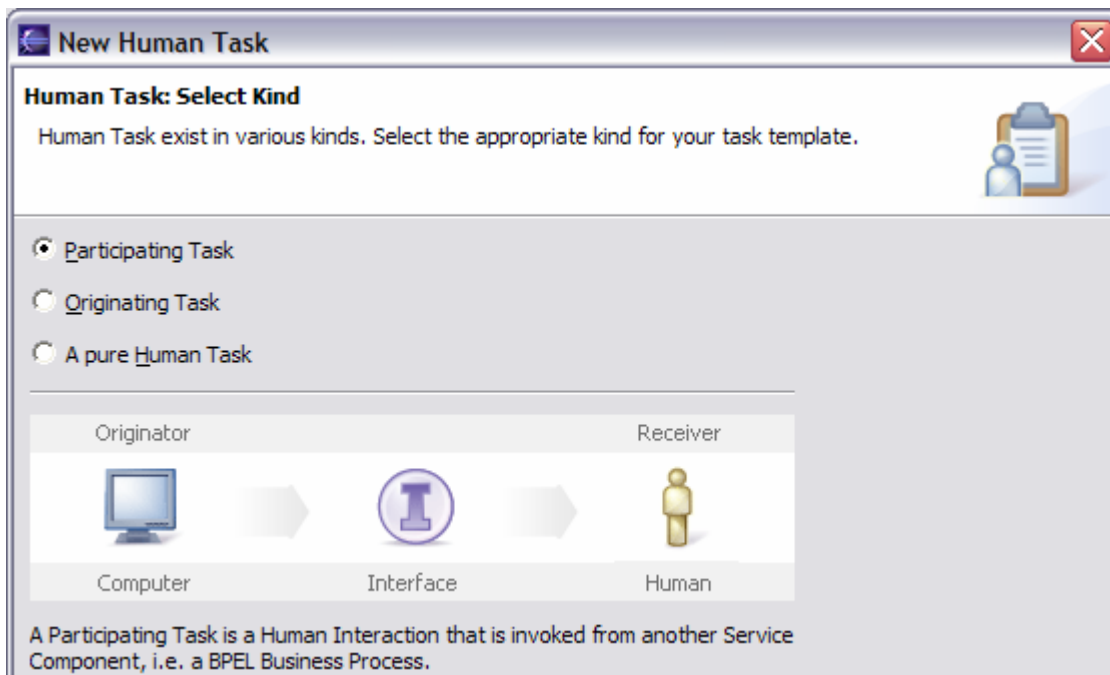 New Human Task
Human Task: Select Kind
Human Task exist in various kinds. Select the appropriate kind for your task template.
Participating Task
Originating Task
A pure Human Task
Originator Receiver
Computer Interface Human
A Participating Task is a Human Interaction that is invoked from another Service
Component, i.e. a BPEL Business Process.